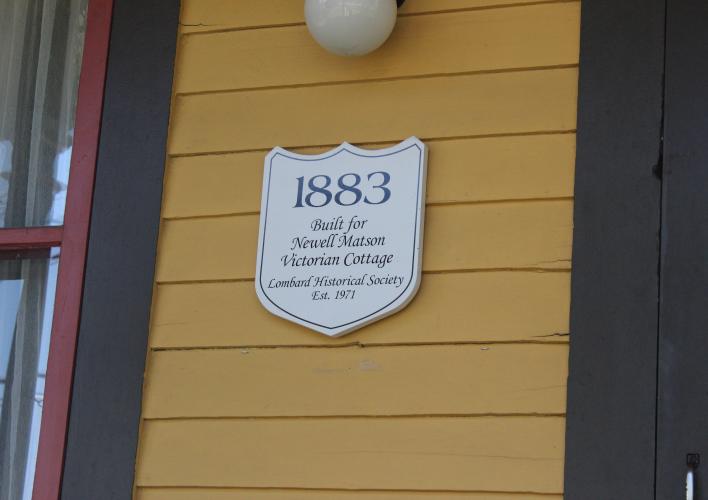 1883
Built for
Newell Matson
Victorian Cottage
Lombard Historical Society
Est. 1971